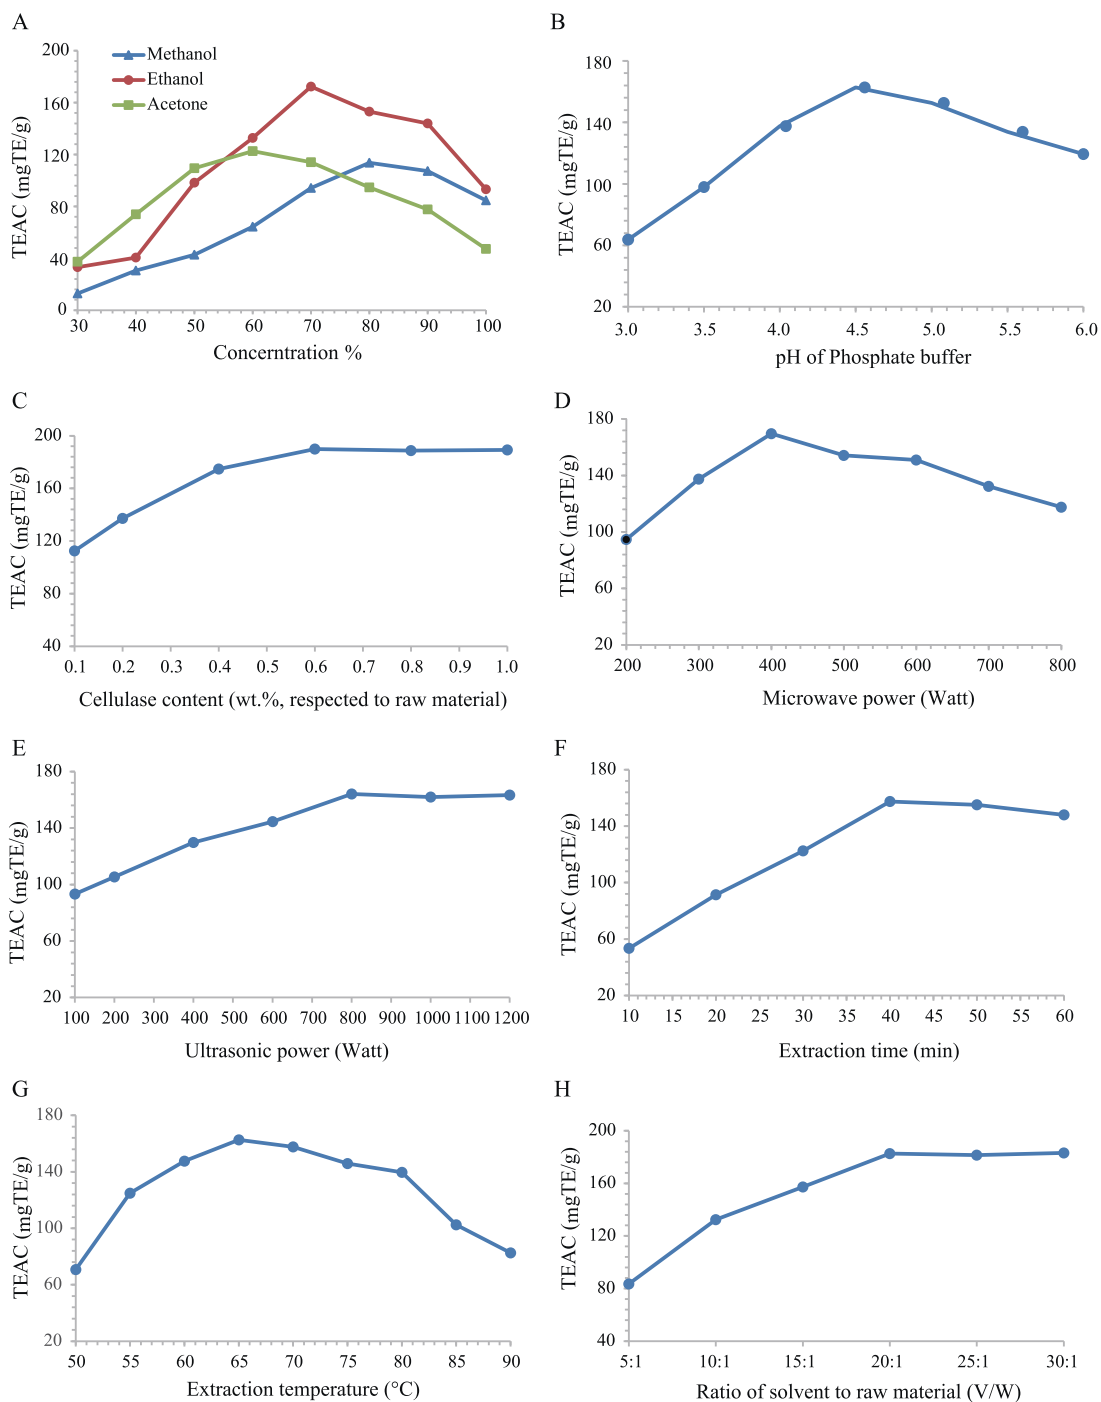 A
TEAC (mgTE/g)
200
160
120
80
40
0
Methanol
Ethanol
Acetone
30 40 50 60 70 80 90 100
Concerntration %
B
TEAC (mgTE/g)
180
140
100
60
20
3.0 3.5 4.0 4.5 5.0 5.5 6.0
pH of Phosphate buffer
C
TEAC (mgTE/g)
200
160
120
80
40
0.1 0.2 0.3 0.4 0.5 0.6 0.7 0.8 0.9 1.0
Cellulase content (wt.%, respected to raw material)
D
TEAC (mgTE/g)
180
140
100
60
20
200 300 400 500 600 700 800
Microwave power (Watt)
E
TEAC (mgTE/g)
180
140
100
60
20
100 200 300 400 500 600 700 800 900 1000 1100 1200
Ultrasonic power (Watt)
F
TEAC (mgTE/g)
180
140
100
60
20
10 15 20 25 30 35 40 45 50 55 60
Extraction time (min)
G
TEAC (mgTE/g)
180
140
100
60
20
50 55 60 65 70 75 80 85 90
Extraction temperature (°C)
H
TEAC (mgTE/g)
200
160
120
80
40
5:1 10:1 15:1 20:1 25:1 30:1
Ratio of solvent to raw material (V/W)